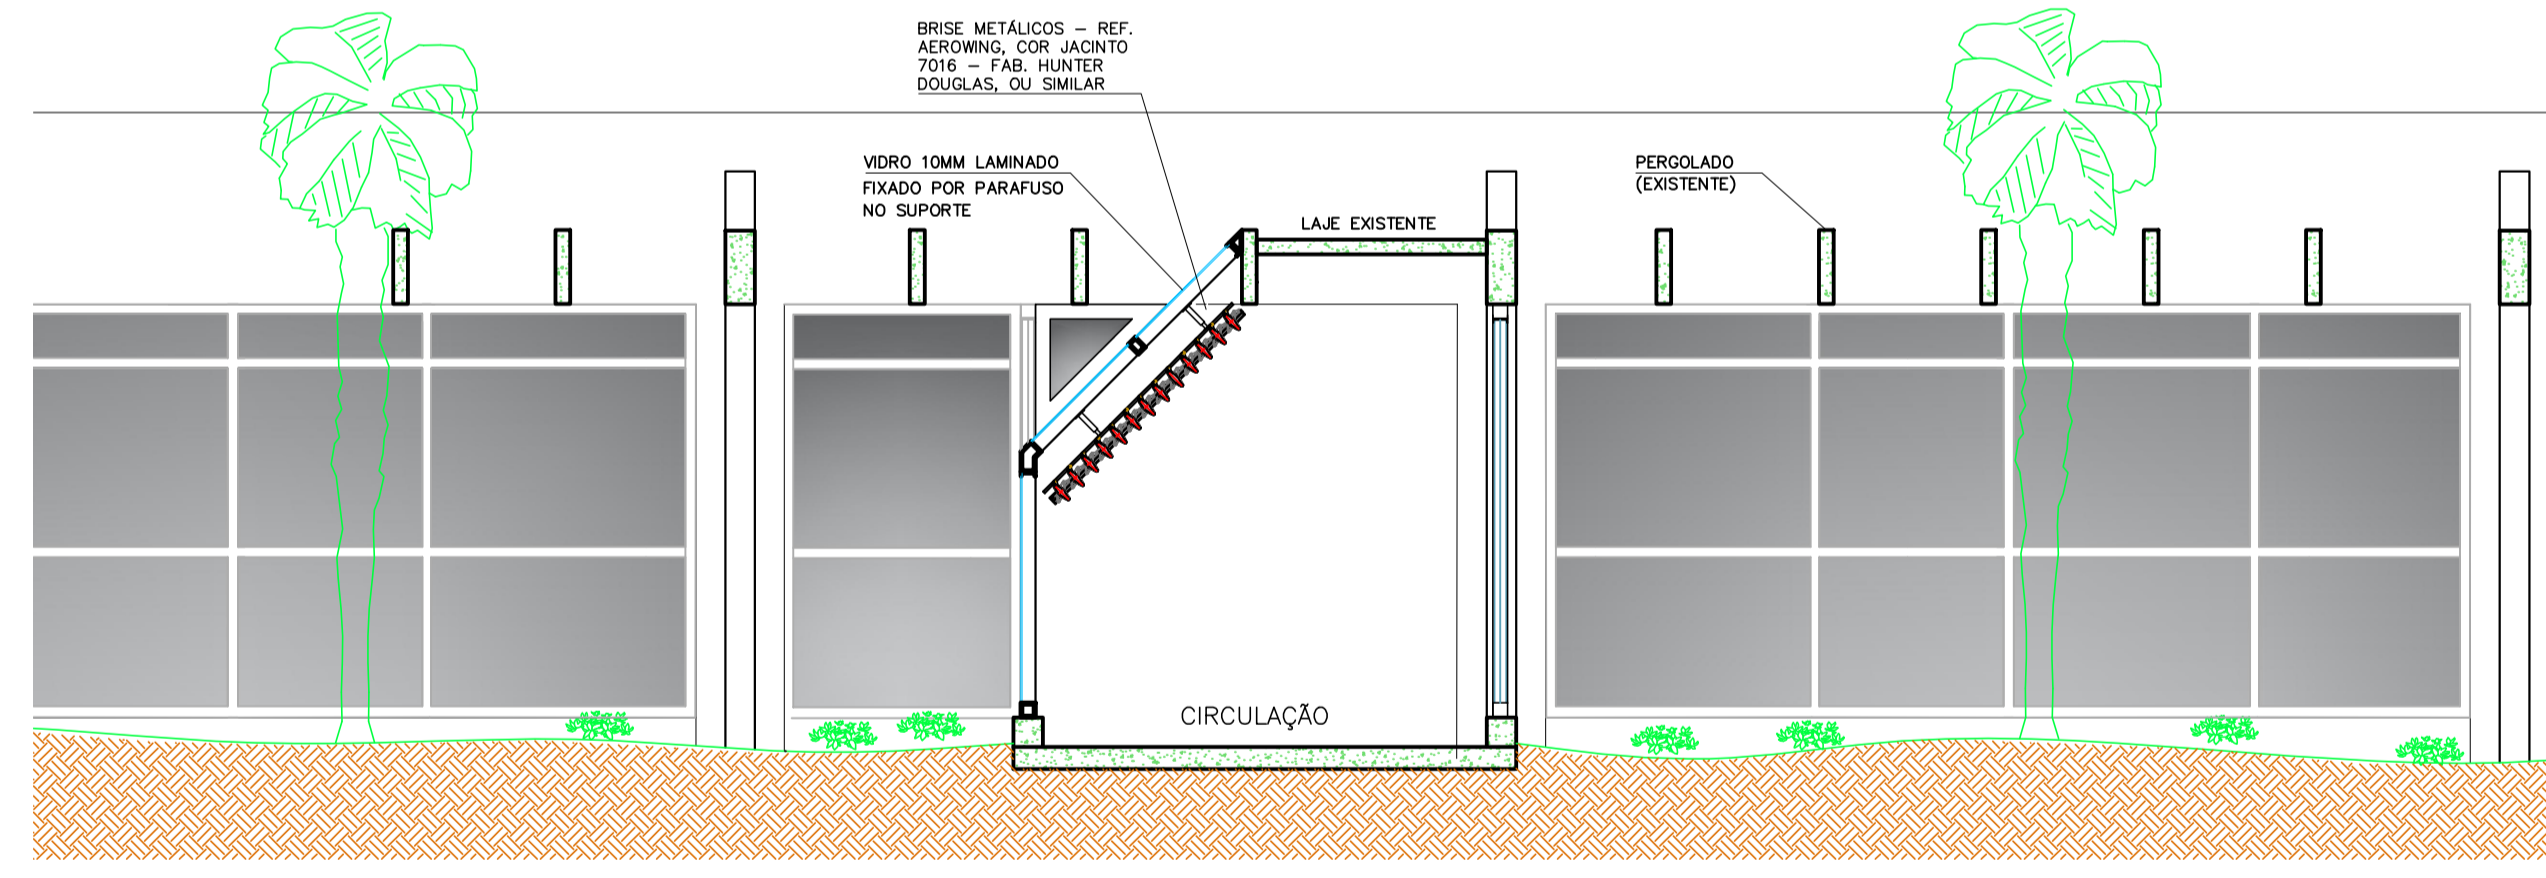 BRISE METÁLICOS – REF.
AEROWING, COR JACINTO
7016 – FAB. HUNTER
DOUGLAS, OU SIMILAR
VIDRO 10MM LAMINADO
FIXADO POR PARAFUSO
NO SUPORTE
PERGOLADO
(EXISTENTE)
LAJE EXISTENTE
CIRCULAÇÃO